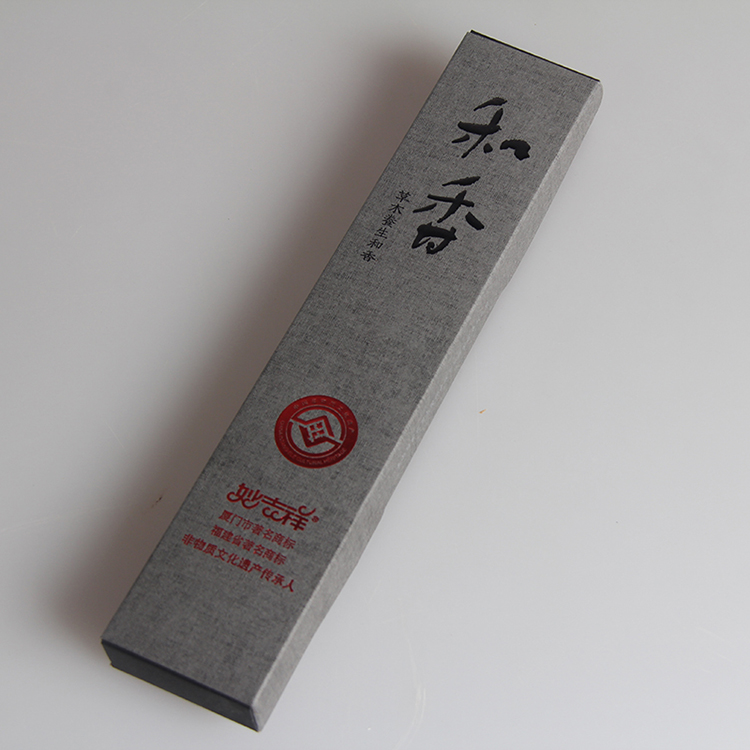 和香
草木养生和香
妙吉祥®
厦门市著名商标
福建省著名商标
非物质文化遗产传承人